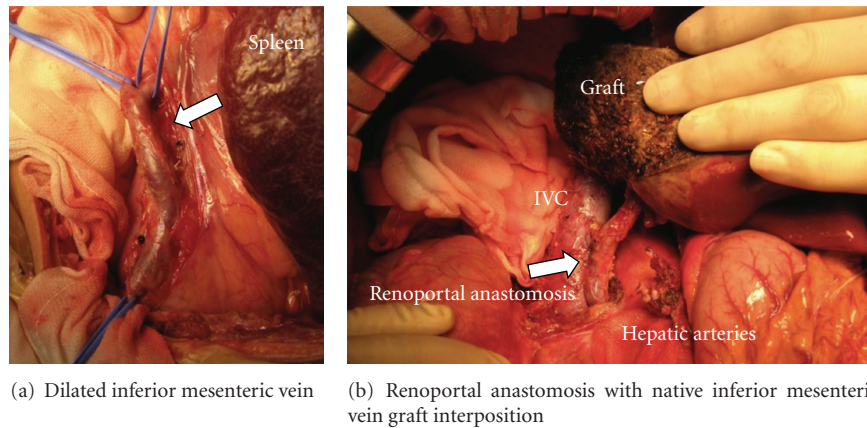 Spleen
Graft
IVC
Renoportal anastomosis
Hepatic arteries
(a) Dilated inferior mesenteric vein
(b) Renoportal anastomosis with native inferior mesenteri
vein graft interposition